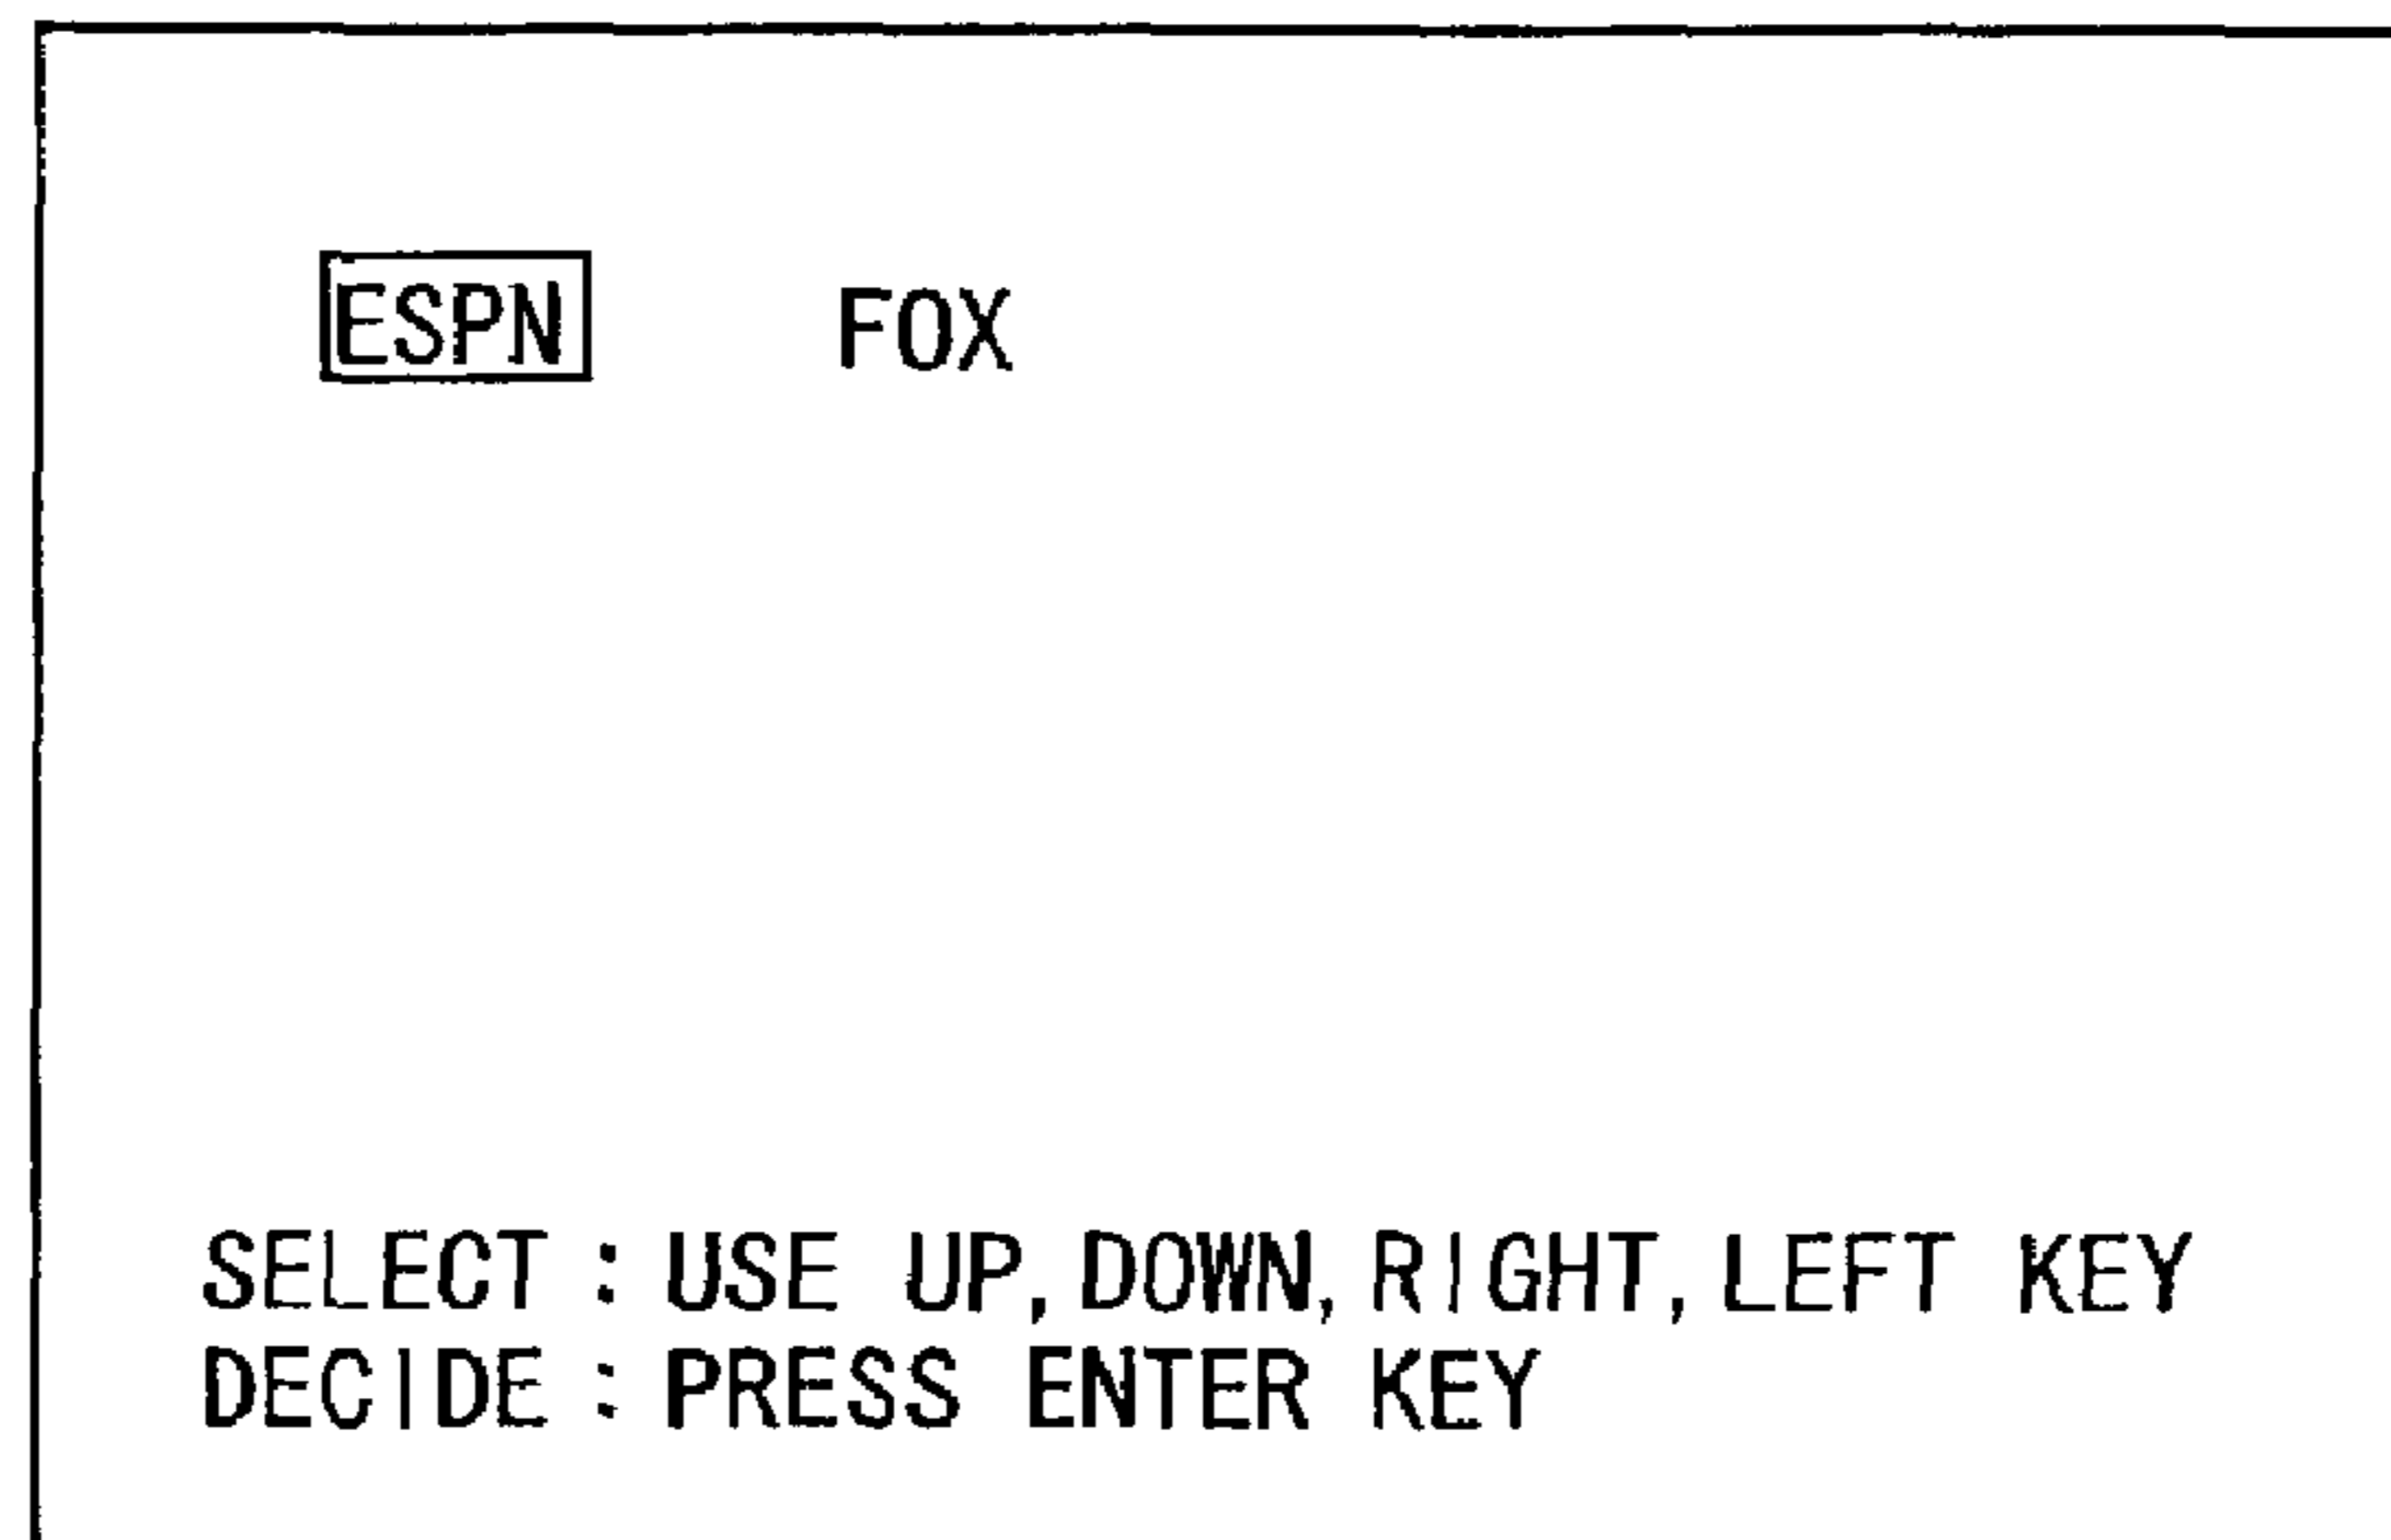 ESPN FOX
SELECT : USE UP, DOWN, RIGHT, LEFT KEY
DECIDE : PRESS ENTER KEY